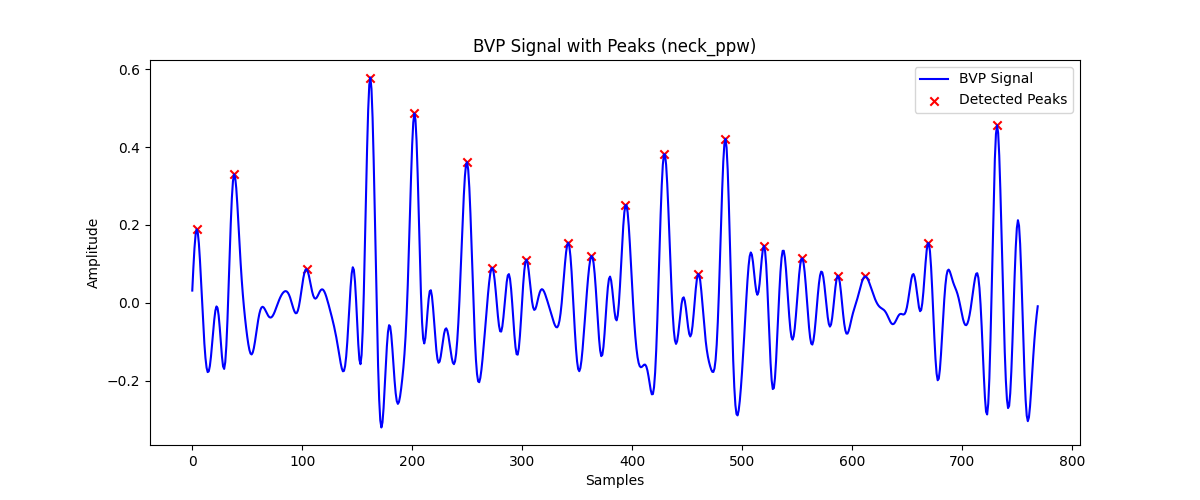 BVP Signal with Peaks (neck_ppw)
BVP Signal
Detected Peaks
Amplitude
0.6
0.4
0.2
0.0
−0.2
0 100 200 300 400 500 600 700 800
Samples